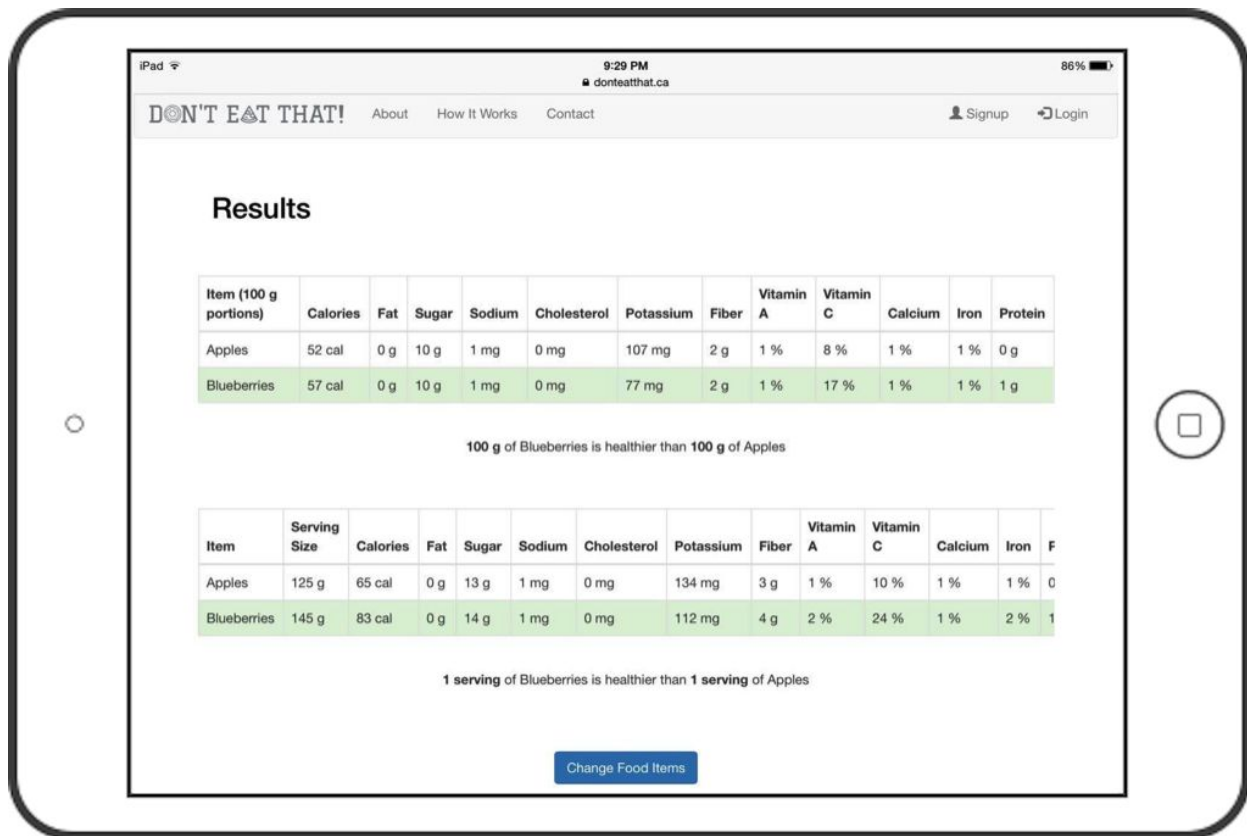 iPad
9:29 PM
86%
donteatthat.ca
DON'T EAT THAT! About How It Works Contact Signup Login
Results
Item (100 g portions) Calories Fat Sugar Sodium Cholesterol Potassium Fiber Vitamin A Vitamin C Calcium Iron Protein
Apples 52 cal 0 g 10 g 1 mg 0 mg 107 mg 2 g 1 % 8 % 1 % 1 % 0 g
Blueberries 57 cal 0 g 10 g 1 mg 0 mg 77 mg 2 g 1 % 17 % 1 % 1 % 1 g
100 g of Blueberries is healthier than 100 g of Apples
Item Serving Size Calories Fat Sugar Sodium Cholesterol Potassium Fiber Vitamin A Vitamin C Calcium Iron
Apples 125 g 65 cal 0 g 13 g 1 mg 0 mg 134 mg 3 g 1 % 10 % 1 % 1 % 0
Blueberries 145 g 83 cal 0 g 14 g 1 mg 0 mg 112 mg 4 g 2 % 24 % 1 % 2 % 1
1 serving of Blueberries is healthier than 1 serving of Apples
Change Food Items